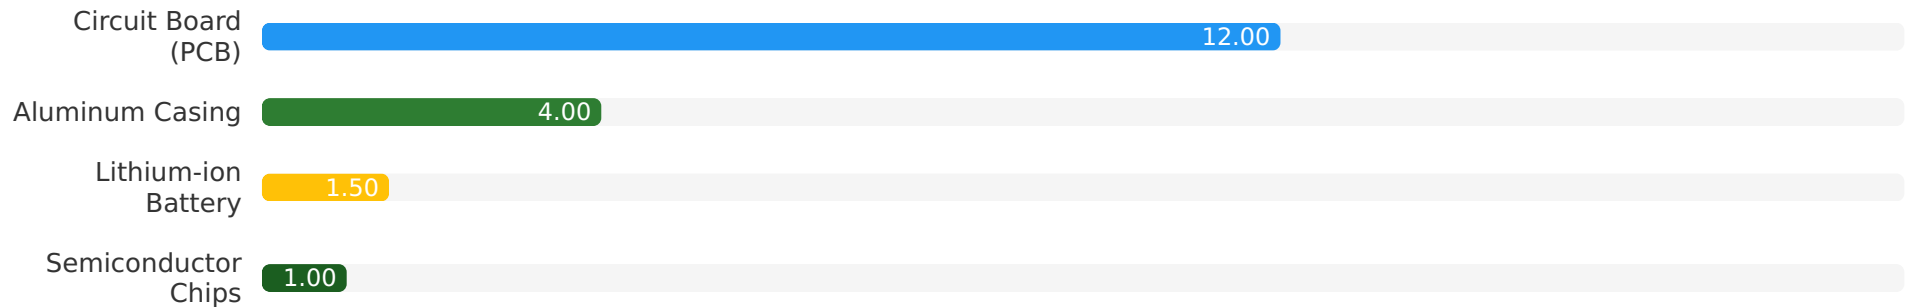 Circuit Board
(PCB)
12.00
Aluminum Casing
4.00
Lithium-ion
Battery
1.50
Semiconductor
Chips
1.00